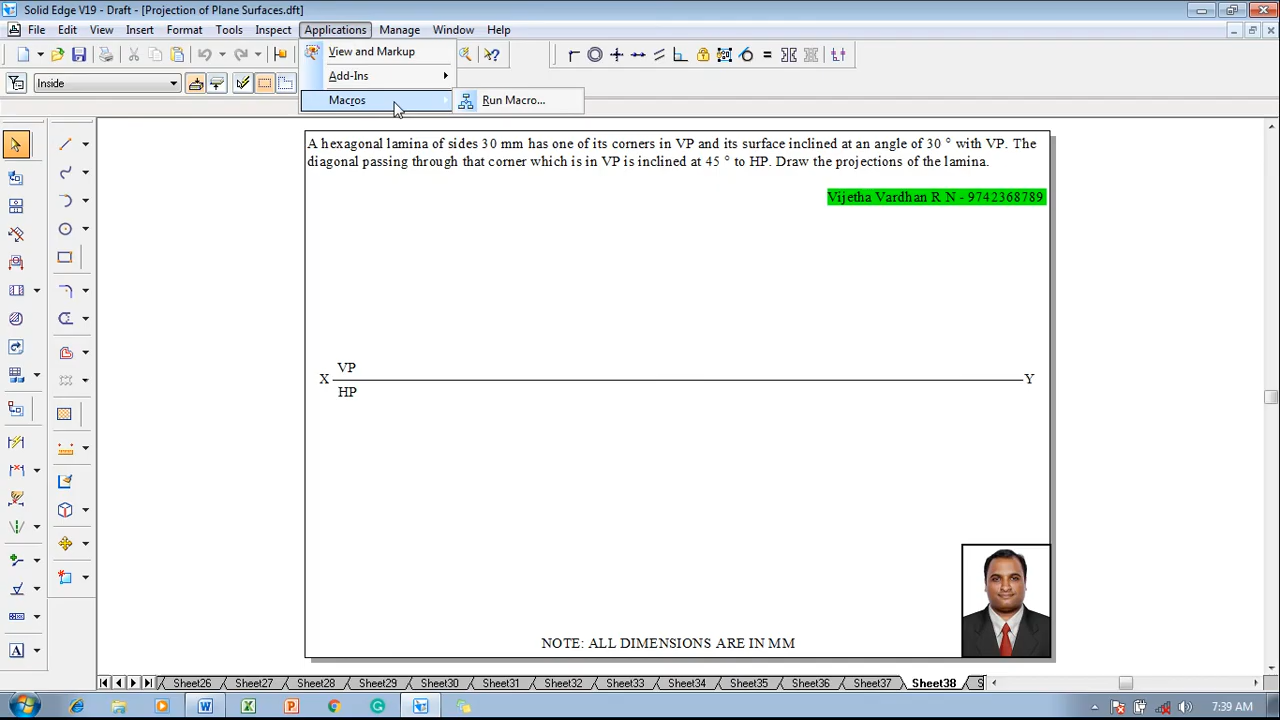 Solid Edge V19 - Draft - [Projection of Plane Surfaces.dft]
File Edit View Insert Format Tools Inspect Applications Manage Window Help
View and Markup
Add-Ins
Inside
Macros
Run Macro...
A hexagonal lamina of sides 30 mm has one of its corners in VP and its surface inclined at an angle of 30 ° with VP. The
diagonal passing through that corner which is in VP is inclined at 45 ° to HP. Draw the projections of the lamina.
Vijetha Vardhan R N - 9742368789
VP
X
Y
HP
NOTE: ALL DIMENSIONS ARE IN MM
Sheet26 Sheet27 Sheet28 Sheet29 Sheet30 Sheet31 Sheet32 Sheet33 Sheet34 Sheet35 Sheet36 Sheet37 Sheet38 S
7:39 AM